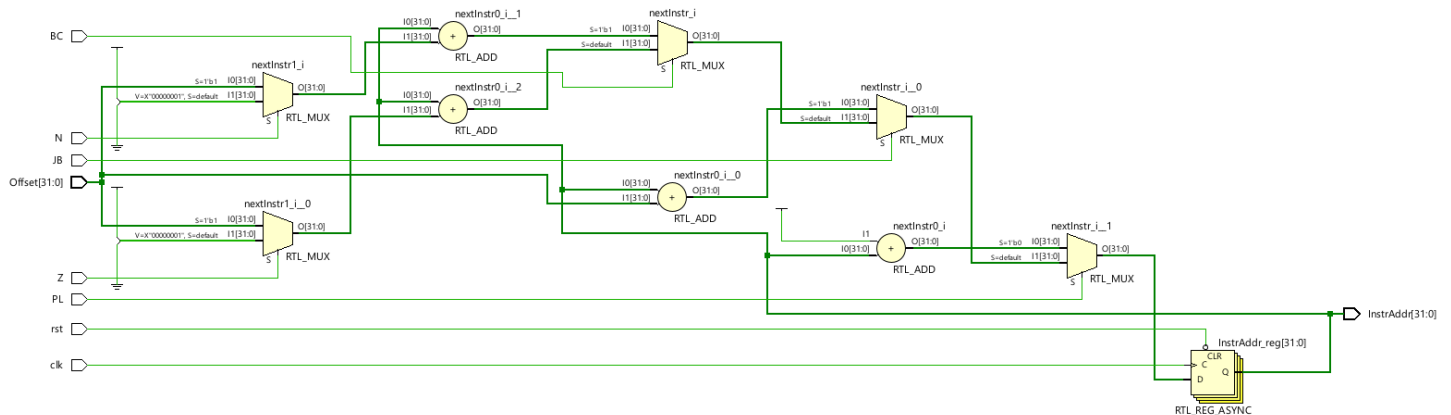 nextInstr0_i__1
nextInstr_i
I0[31:0]
I1[31:0]
O[31:0]
+
RTL_ADD
S=1'b1
I0[31:0]
S=default
I1[31:0]
O[31:0]
S
RTL_MUX
BC
nextInstr1_i
S=1'b1
I0[31:0]
V=X"00000001", S=default
I1[31:0]
O[31:0]
S
RTL_MUX
nextInstr0_i__2
I0[31:0]
I1[31:0]
O[31:0]
+
RTL_ADD
nextInstr_i__0
S=1'b1
I0[31:0]
S=default
I1[31:0]
O[31:0]
S
RTL_MUX
N
JB
Offset[31:0]
nextInstr0_i__0
I0[31:0]
I1[31:0]
O[31:0]
+
RTL_ADD
nextInstr1_i__0
S=1'b1
I0[31:0]
V=X"00000001", S=default
I1[31:0]
O[31:0]
S
RTL_MUX
nextInstr0_i
I1
I0[31:0]
O[31:0]
+
RTL_ADD
nextInstr_i__1
S=1'b0
I0[31:0]
S=default
I1[31:0]
O[31:0]
S
RTL_MUX
Z
PL
InstrAddr[31:0]
rst
clk
InstrAddr_reg[31:0]
CLR
C
D
Q
RTL_REG_ASYNC